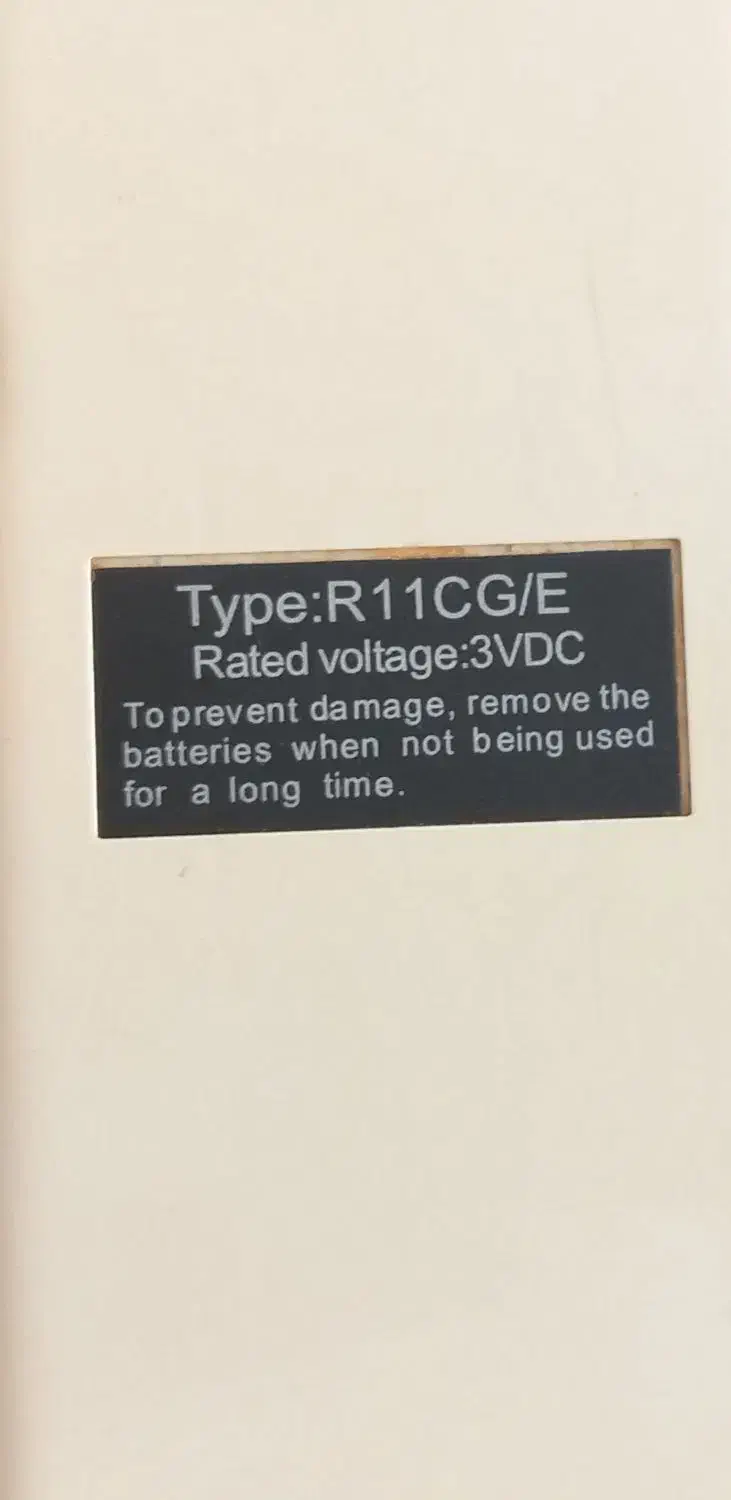 Type:R11CG/E
Rated voltage:3VDC
To prevent damage, remove the
batteries when not being used
for a long time.